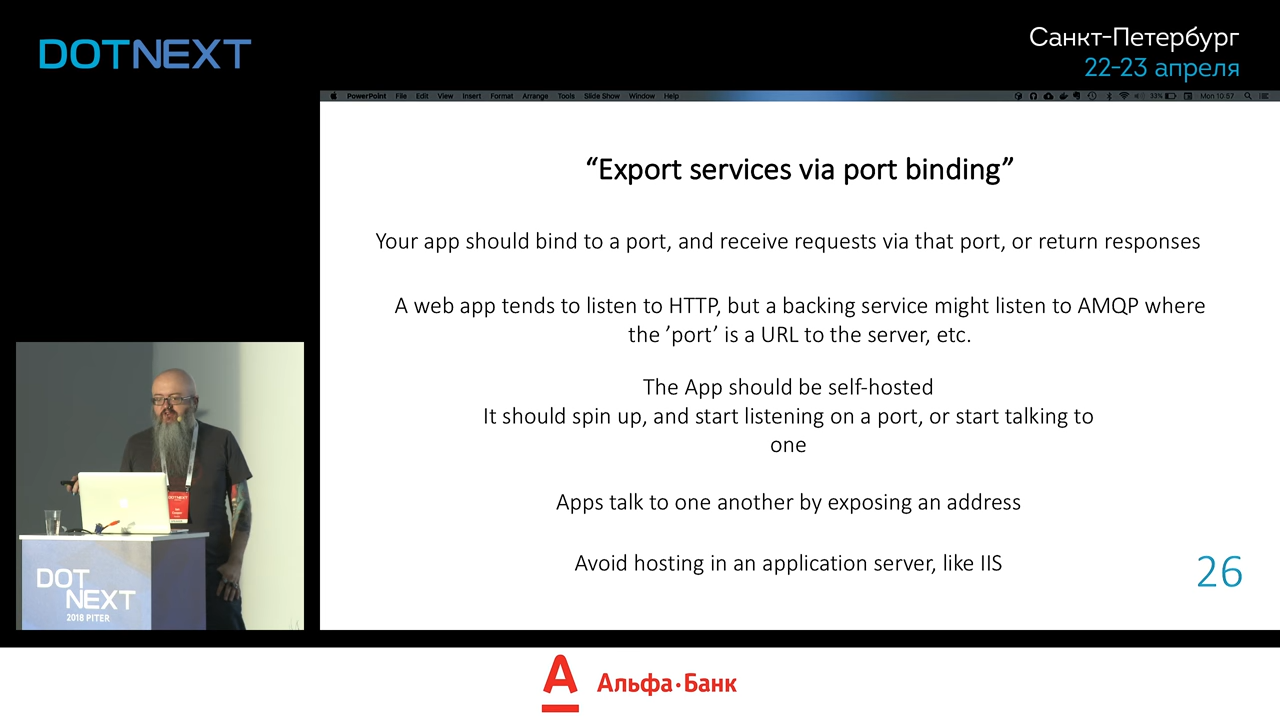 DOTNEXT
Санкт-Петербург
22-23 апреля
PowerPoint File Edit View Insert Format Arrange Tools Slide Show Window Help
33% Mon 10:57
“Export services via port binding”
Your app should bind to a port, and receive requests via that port, or return responses
A web app tends to listen to HTTP, but a backing service might listen to AMQP where
the ’port’ is a URL to the server, etc.
The App should be self-hosted
It should spin up, and start listening on a port, or start talking to
one
Apps talk to one another by exposing an address
Avoid hosting in an application server, like IIS
26
DOTNEXT
DOT
NEXT
2018 PITER
А Альфа·Банк